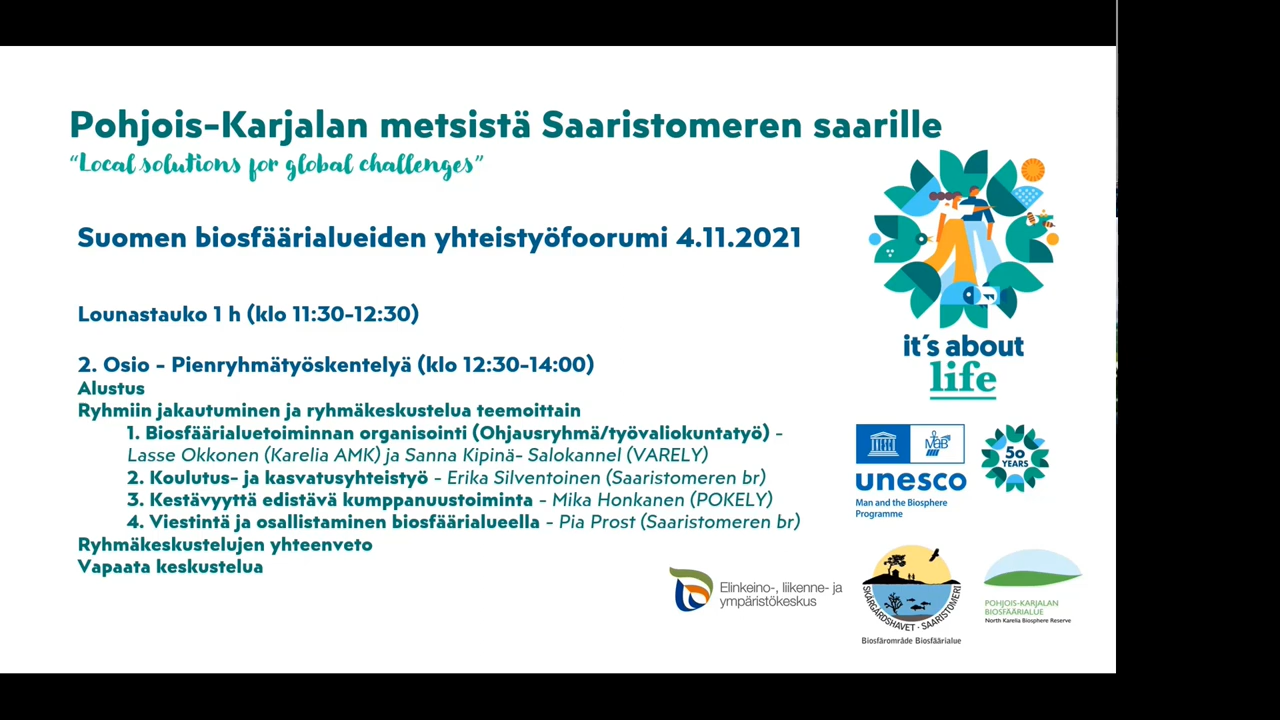 Pohjois-Karjalan metsistä Saaristomeren saarille
“Local solutions for global challenges”
Suomen biosfäärialueiden yhteistyöfoorumi 4.11.2021
Lounastauko 1 h (klo 11:30-12:30)
2. Osio - Pienryhmätyöskentelyä (klo 12:30-14:00)
Alustus
Ryhmiin jakautuminen ja ryhmäkeskustelua teemoittain
1. Biosfäärialuetoiminnan organisointi (Ohjausryhmä/työvaliokuntatyö) -
Lasse Okkonen (Karelia AMK) ja Sanna Kipinä- Salokannel (VARELY)
2. Koulutus- ja kasvatusyhteistyö - Erika Silventoinen (Saaristomeren br)
3. Kestävyyttä edistävä kumppanuustoiminta - Mika Honkanen (POKELY)
4. Viestintä ja osallistaminen biosfäärialueella - Pia Prost (Saaristomeren br)
Ryhmäkeskustelujen yhteenveto
Vapaata keskustelua
it´s about
life
MaB
unesco
Man and the Biosphere
Programme
50
YEARS
Elinkeino-, liikenne- ja
ympäristökeskus
SKÄRGÅRDSHAVET · SAARISTOMERI
Biosfärområde Biosfäärialue
POHJOIS-KARJALAN
BIOSFÄÄRIALUE
North Karelia Biosphere Reserve